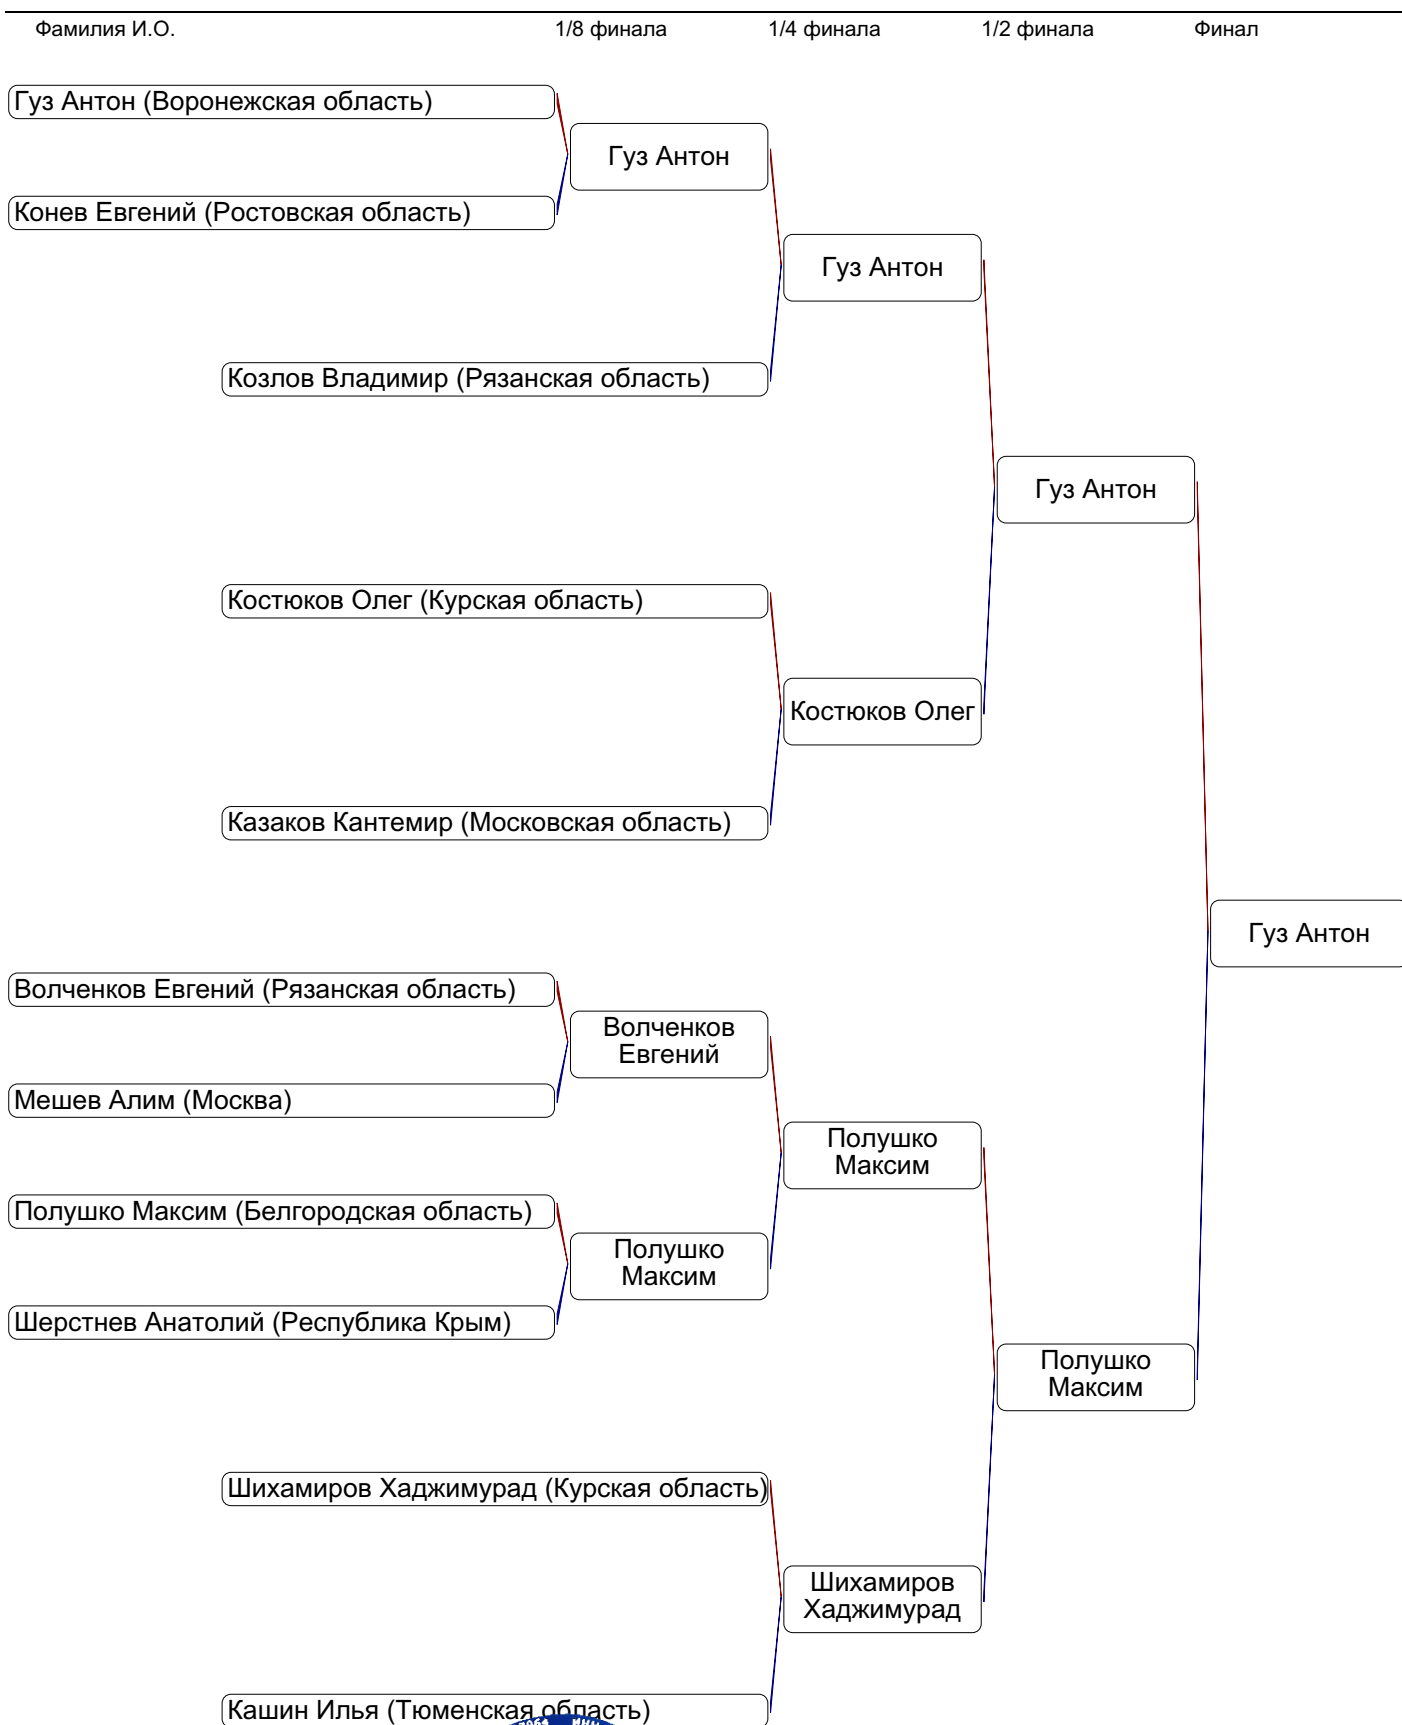 Фамилия И.О. 1/8 финала 1/4 финала 1/2 финала Финал
Гуз Антон (Воронежская область)
Гуз Антон
Конев Евгений (Ростовская область)
Гуз Антон
Козлов Владимир (Рязанская область)
Гуз Антон
Костюков Олег (Курская область)
Костюков Олег
Казаков Кантемир (Московская область)
Гуз Антон
Волченков Евгений (Рязанская область)
Волченков
Евгений
Мешев Алим (Москва)
Полушко
Максим
Полушко Максим (Белгородская область)
Полушко
Максим
Шерстнев Анатолий (Республика Крым)
Полушко
Максим
Шихамиров Хаджимурад (Курская область)
Шихамиров
Хаджимурад
Кашин Илья (Тюменская область)